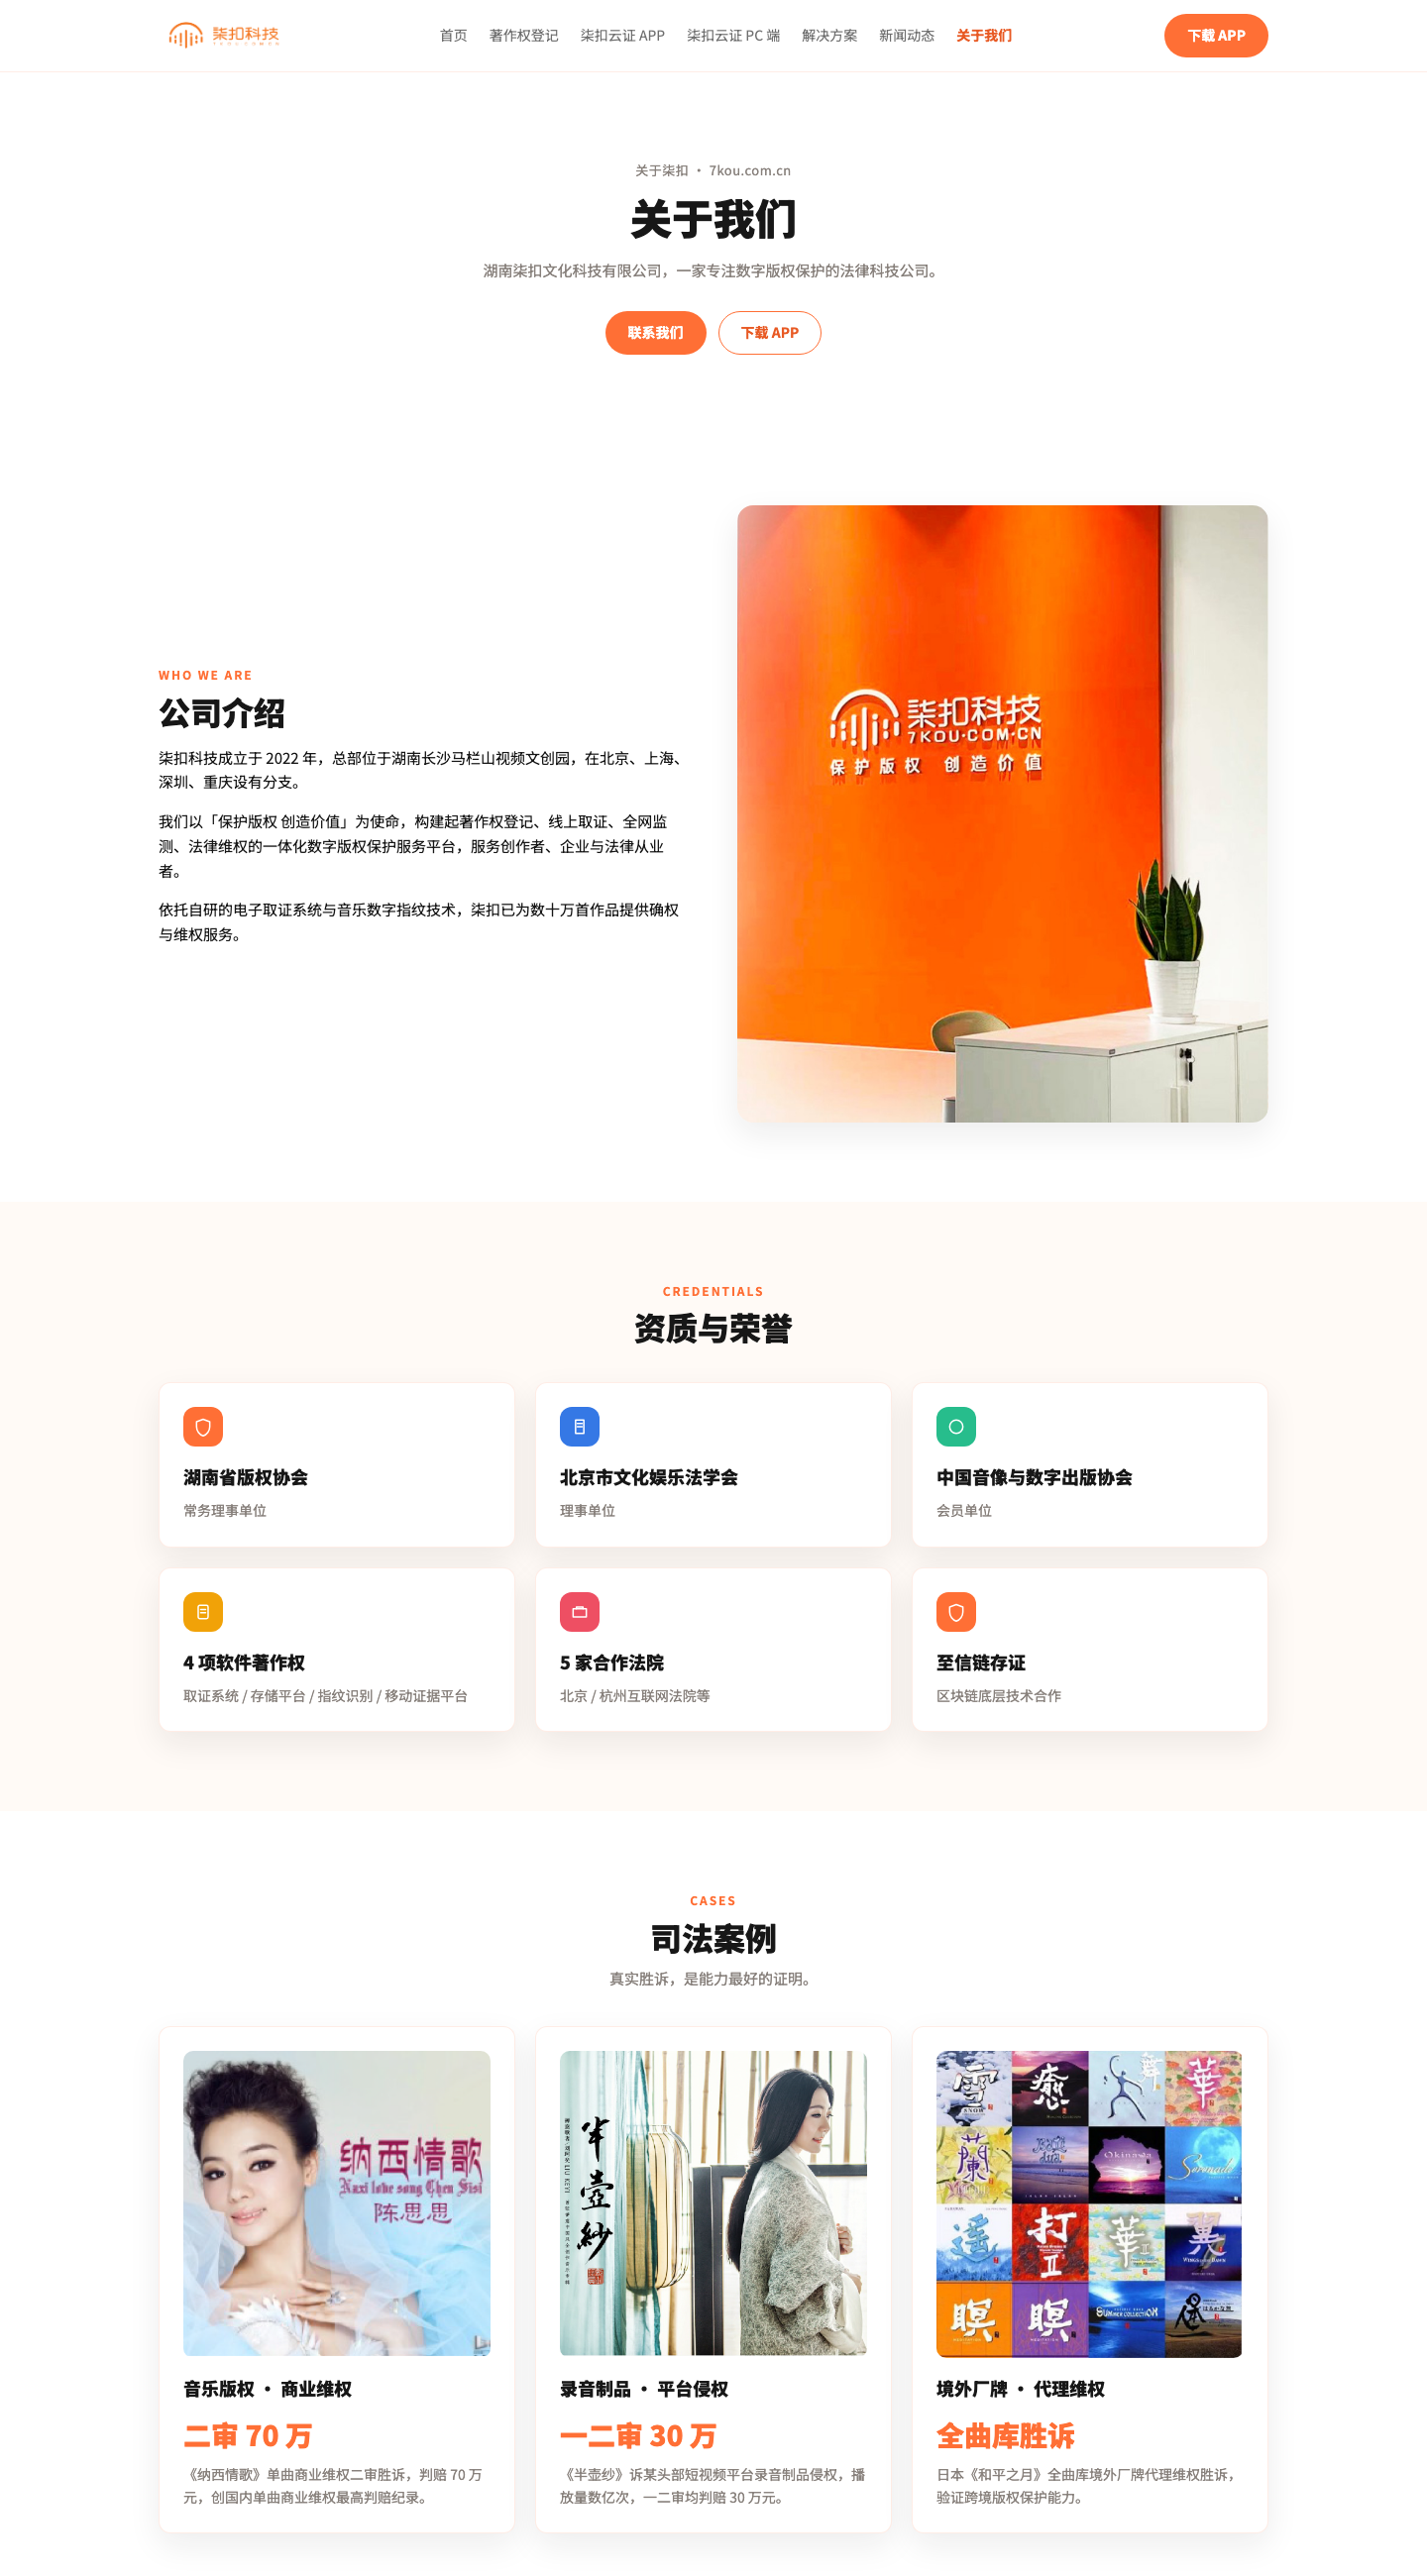 柒扣科技
首页
著作权登记
柒扣云证 APP
柒扣云证 PC 端
解决方案
新闻动态
关于我们
下载 APP
关于柒扣 · 7kou.com.cn
关于我们
湖南柒扣文化科技有限公司，一家专注数字版权保护的法律科技公司。
联系我们
下载 APP
WHO WE ARE
公司介绍
柒扣科技成立于 2022 年，总部位于湖南长沙马栏山视频文创园，在北京、上海、
深圳、重庆设有分支。
我们以「保护版权 创造价值」为使命，构建起著作权登记、线上取证、全网监
测、法律维权的一体化数字版权保护服务平台，服务创作者、企业与法律从业
者。
依托自研的电子取证系统与音乐数字指纹技术，柒扣已为数十万首作品提供确权
与维权服务。
柒扣科技
7KOU·COM·CN
保护版权 创造价值
CREDENTIALS
资质与荣誉
湖南省版权协会
常务理事单位
北京市文化娱乐法学会
理事单位
中国音像与数字出版协会
会员单位
4 项软件著作权
取证系统 / 存储平台 / 指纹识别 / 移动证据平台
5 家合作法院
北京 / 杭州互联网法院等
至信链存证
区块链底层技术合作
CASES
司法案例
真实胜诉，是能力最好的证明。
纳西情歌
Naxi love song Chen Sisi
陈思思
半壺紗
雪
SNOW
癒
舞
華
蘭
Okinawa
Serenade
遥
打
II
華
II
翼
WINGS
瞑
瞑
SUMMER COLLECTION
音乐版权 · 商业维权
二审 70 万
《纳西情歌》单曲商业维权二审胜诉，判赔 70 万
元，创国内单曲商业维权最高判赔纪录。
录音制品 · 平台侵权
一二审 30 万
《半壶纱》诉某头部短视频平台录音制品侵权，播
放量数亿次，一二审均判赔 30 万元。
境外厂牌 · 代理维权
全曲库胜诉
日本《和平之月》全曲库境外厂牌代理维权胜诉，
验证跨境版权保护能力。